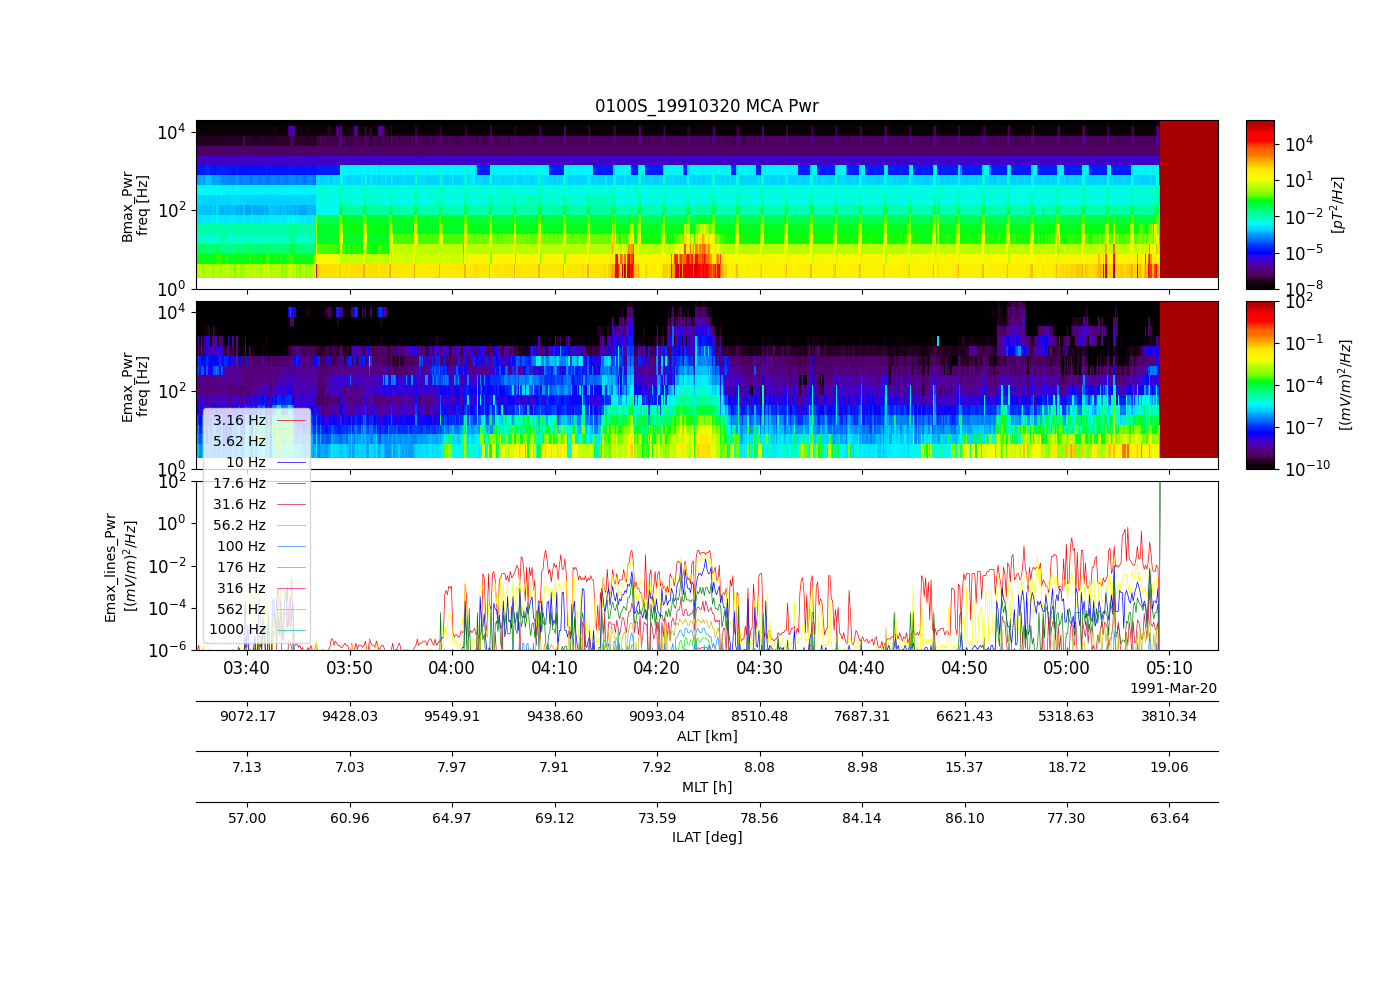 0100S_19910320 MCA Pwr
10^4
10^2
10^0
Bmax_Pwr
freq [Hz]
10^4
10^1
10^-2
10^-5
10^-8
[pT^2/Hz]
10^4
10^2
10^0
Emax_Pwr
freq [Hz]
10^2
10^-1
10^-4
10^-7
10^-10
[(mV/m)^2/Hz]
3.16 Hz
5.62 Hz
10 Hz
17.6 Hz
31.6 Hz
56.2 Hz
100 Hz
176 Hz
316 Hz
562 Hz
1000 Hz
10^2
10^0
10^-2
10^-4
10^-6
Emax_lines_Pwr
[(mV/m)^2/Hz]
03:40 03:50 04:00 04:10 04:20 04:30 04:40 04:50 05:00 05:10
1991-Mar-20
9072.17 9428.03 9549.91 9438.60 9093.04 8510.48 7687.31 6621.43 5318.63 3810.34
ALT [km]
7.13 7.03 7.97 7.91 7.92 8.08 8.98 15.37 18.72 19.06
MLT [h]
57.00 60.96 64.97 69.12 73.59 78.56 84.14 86.10 77.30 63.64
ILAT [deg]